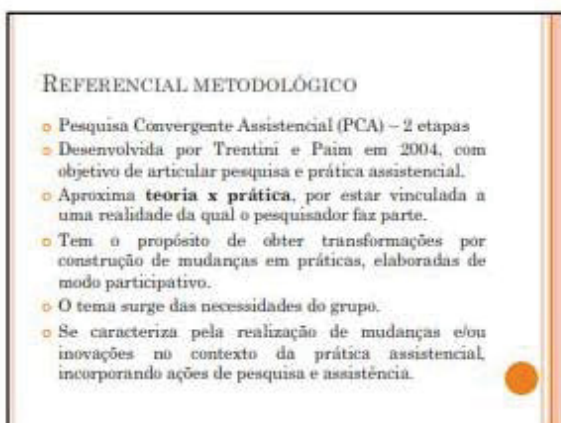 REFERENCIAL METODOLÓGICO
Pesquisa Convergente Assistencial (PCA) – 2 etapas
Desenvolvida por Trentini e Paim em 2004, com
objetivo de articular pesquisa e prática assistencial.
Aproxima teoria x prática, por estar vinculada a
uma realidade da qual o pesquisador faz parte.
Tem o propósito de obter transformações por
construção de mudanças em práticas, elaboradas de
modo participativo.
O tema surge das necessidades do grupo.
Se caracteriza pela realização de mudanças e/ou
inovações no contexto da prática assistencial,
incorporando ações de pesquisa e assistência.